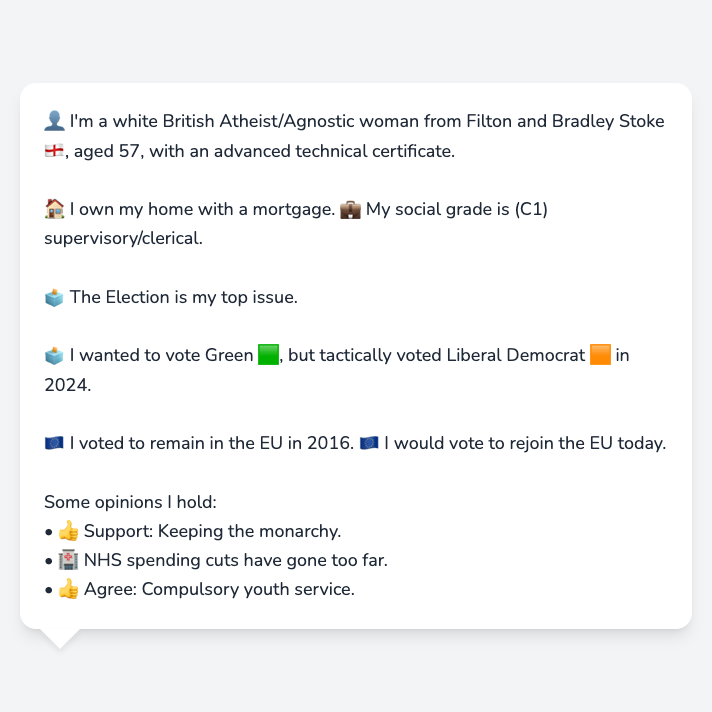 👤 I'm a white British Atheist/Agnostic woman from Filton and Bradley Stoke
🏴󠁧󠁢󠁥󠁮󠁧󠁿, aged 57, with an advanced technical certificate.
🏠 I own my home with a mortgage. 💼 My social grade is (C1)
supervisory/clerical.
🗳️ The Election is my top issue.
🗳️ I wanted to vote Green 🟩, but tactically voted Liberal Democrat 🟧 in
2024.
🇪🇺 I voted to remain in the EU in 2016. 🇪🇺 I would vote to rejoin the EU today.
Some opinions I hold:
• 👍 Support: Keeping the monarchy.
• 🏥 NHS spending cuts have gone too far.
• 👍 Agree: Compulsory youth service.